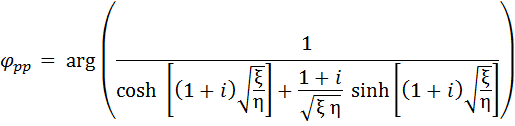 φ_pp = arg ( 1 / ( cosh [ (1 + i) √(ξ/η) ] + (1 + i)/√(ξ η) sinh [ (1 + i) √(ξ/η) ] ) )